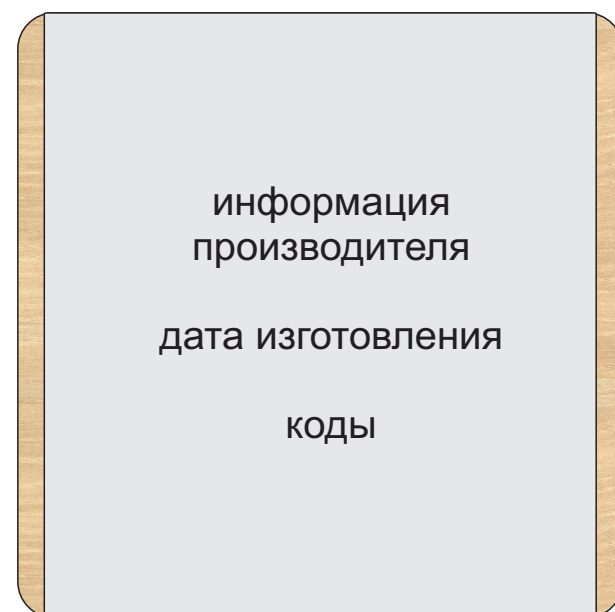 информация
производителя
дата изготовления
коды